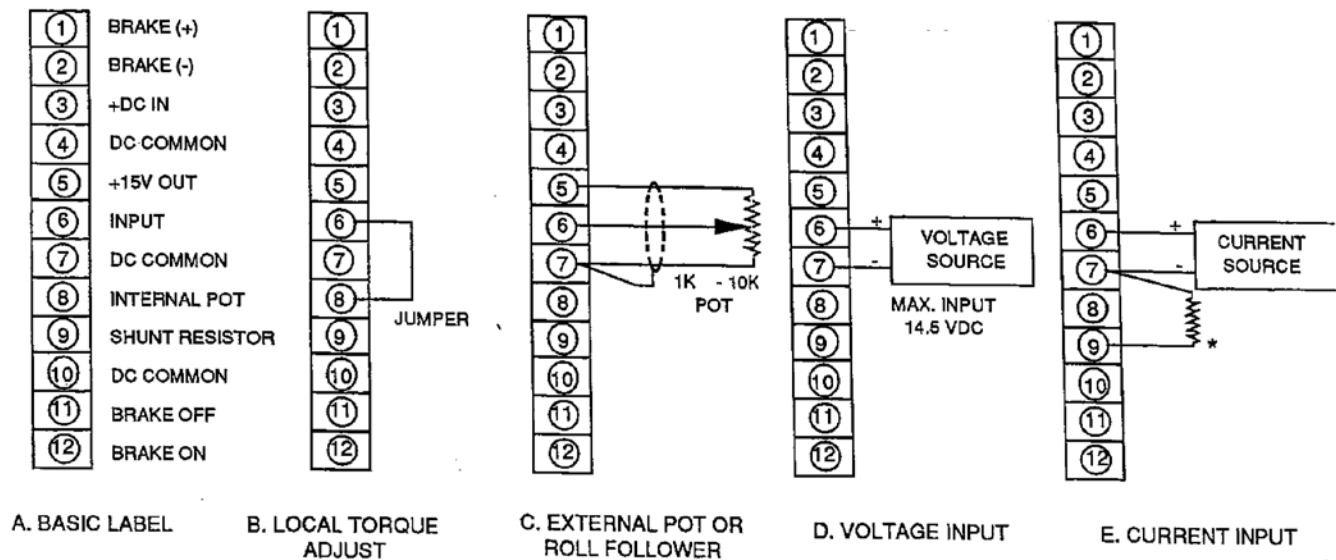 1 BRAKE (+)
2 BRAKE (-)
3 +DC IN
4 DC COMMON
5 +15V OUT
6 INPUT
7 DC COMMON
8 INTERNAL POT
9 SHUNT RESISTOR
10 DC COMMON
11 BRAKE OFF
12 BRAKE ON
A. BASIC LABEL
1
2
3
4
5
6
7
8
9
10
11
12
JUMPER
B. LOCAL TORQUE
ADJUST
1
2
3
4
5
6
7
8
9
10
11
12
1K - 10K
POT
C. EXTERNAL POT OR
ROLL FOLLOWER
1
2
3
4
5
6
7
8
9
10
11
12
+
-
VOLTAGE
SOURCE
MAX. INPUT
14.5 VDC
D. VOLTAGE INPUT
1
2
3
4
5
6
7
8
9
10
11
12
+
-
CURRENT
SOURCE
*
E. CURRENT INPUT